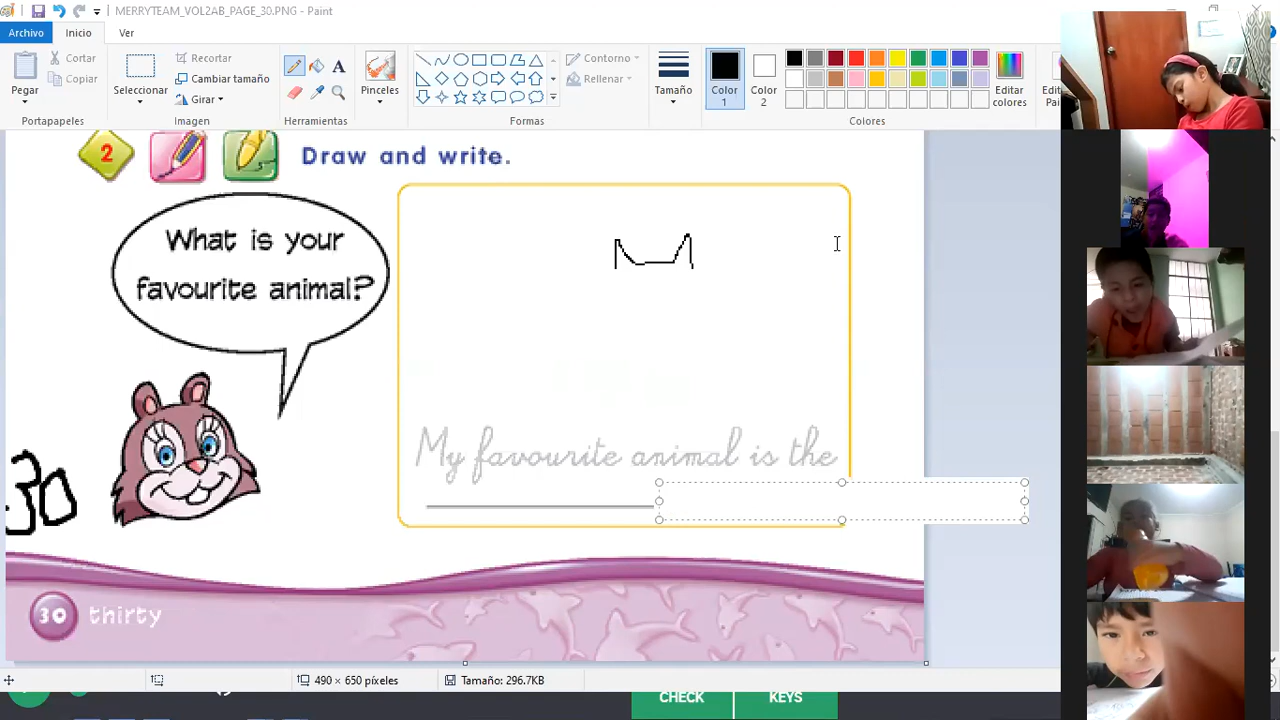 MERRYTEAM_VOL2AB_PAGE_30.PNG - Paint
Archivo Inicio Ver
Pegar
Cortar
Copiar
Portapapeles
Seleccionar
Recortar
Cambiar tamaño
Girar
Imagen
A
Herramientas
Pinceles
Contorno
Rellenar
Formas
Tamaño
Color 1
Color 2
Editar colores
Colores
2 Draw and write.
What is your
favourite animal?
My favourite animal is the
30
30 thirty
490 × 650 píxeles
Tamaño: 296.7KB
CHECK KEYS